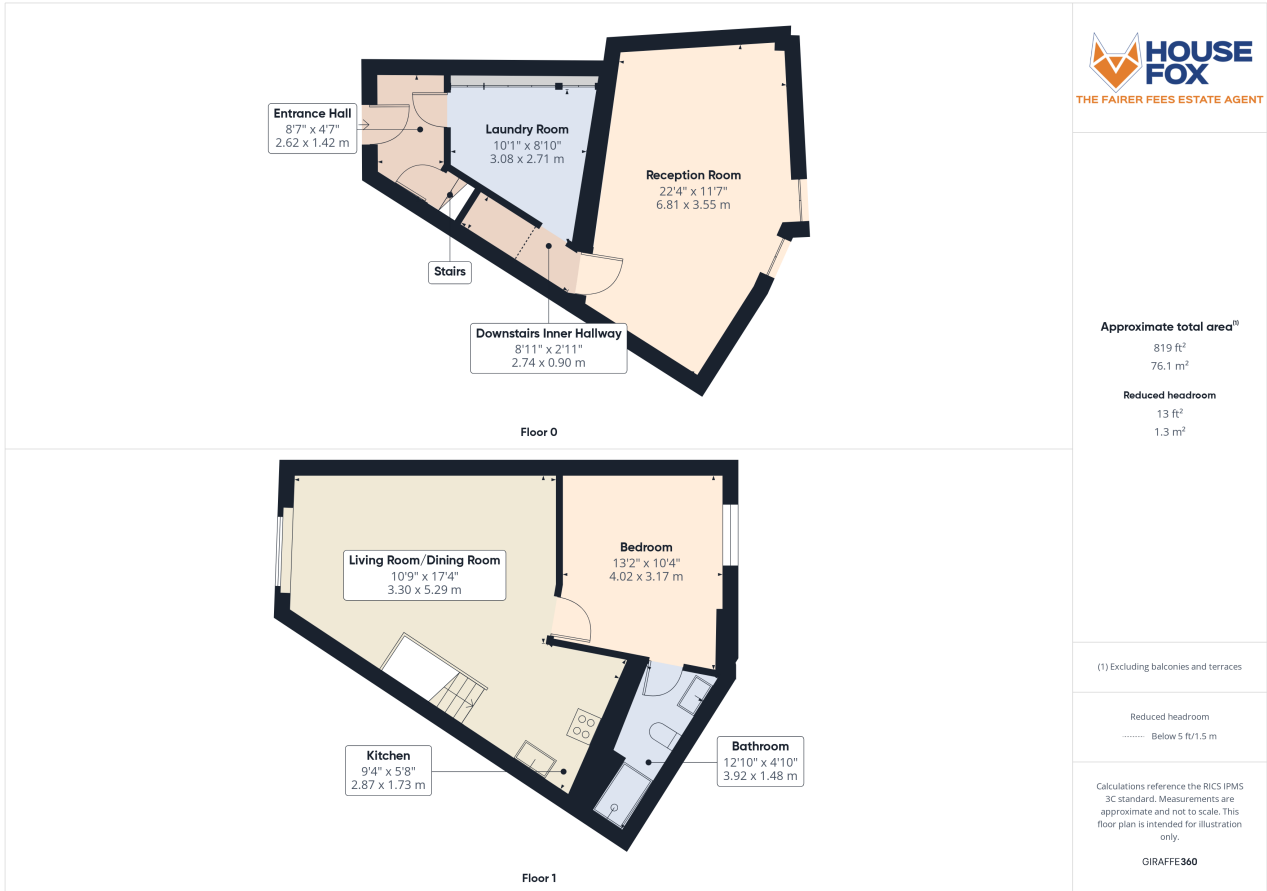 Entrance Hall
8'7" x 4'7"
2.62 x 1.42 m
Laundry Room
10'1" x 8'10"
3.08 x 2.71 m
Reception Room
22'4" x 11'7"
6.81 x 3.55 m
Stairs
Downstairs Inner Hallway
8'11" x 2'11"
2.74 x 0.90 m
Floor 0
Living Room/Dining Room
10'9" x 17'4"
3.30 x 5.29 m
Bedroom
13'2" x 10'4"
4.02 x 3.17 m
Kitchen
9'4" x 5'8"
2.87 x 1.73 m
Bathroom
12'10" x 4'10"
3.92 x 1.48 m
Floor 1
HOUSE
FOX
THE FAIRER FEES ESTATE AGENT
Approximate total area(1)
819 ft²
76.1 m²
Reduced headroom
13 ft²
1.3 m²
(1) Excluding balconies and terraces
Reduced headroom
Below 5 ft/1.5 m
Calculations reference the RICS IPMS
3C standard. Measurements are
approximate and not to scale. This
floor plan is intended for illustration
only.
GIRAFFE360